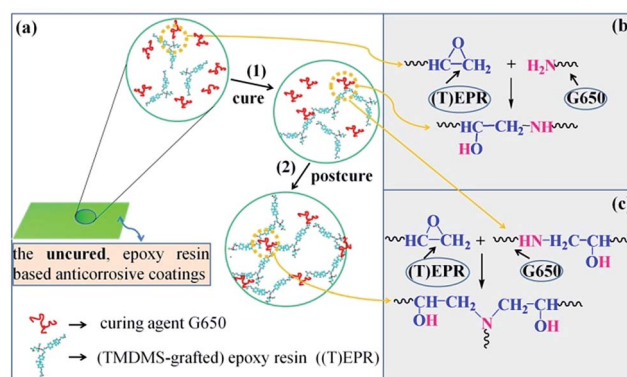 (a)
(1)
cure
(2)
postcure
the uncured, epoxy resin
based anticorrosive coatings
curing agent G650
(TMDMS-grafted) epoxy resin ((T)EPR)
(b)
O
HC-CH₂ + H₂N
(T)EPR G650
HC-CH₂-NH
HO
(c)
O
HC-CH₂ + HN-CH₂-CH
OH
(T)EPR G650
CH-CH₂ CH₂-CH
OH N OH